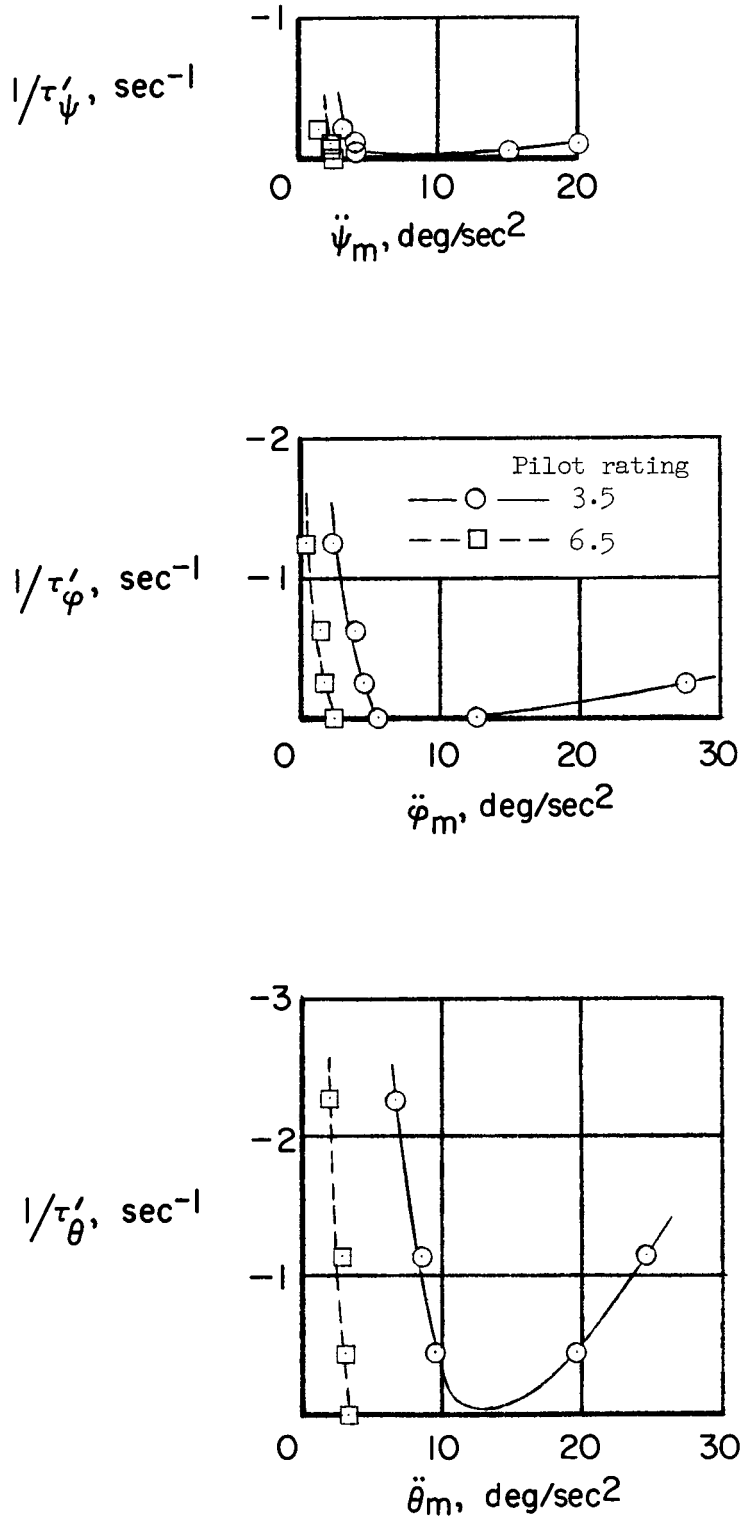 -1
1/τ′ψ, sec⁻¹
0 10 20
ψ̈m, deg/sec²
-2
Pilot rating
3.5
6.5
-1
1/τ′φ, sec⁻¹
0 10 20 30
φ̈m, deg/sec²
-3
-2
1/τ′θ, sec⁻¹
-1
0 10 20 30
θ̈m, deg/sec²